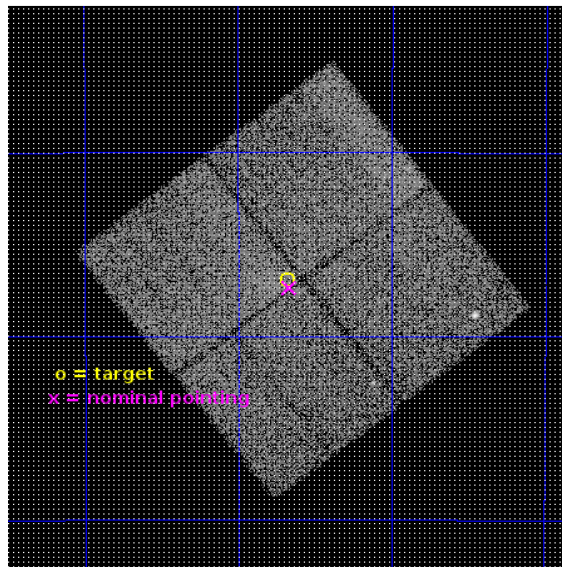 o = target
x = nominal pointing